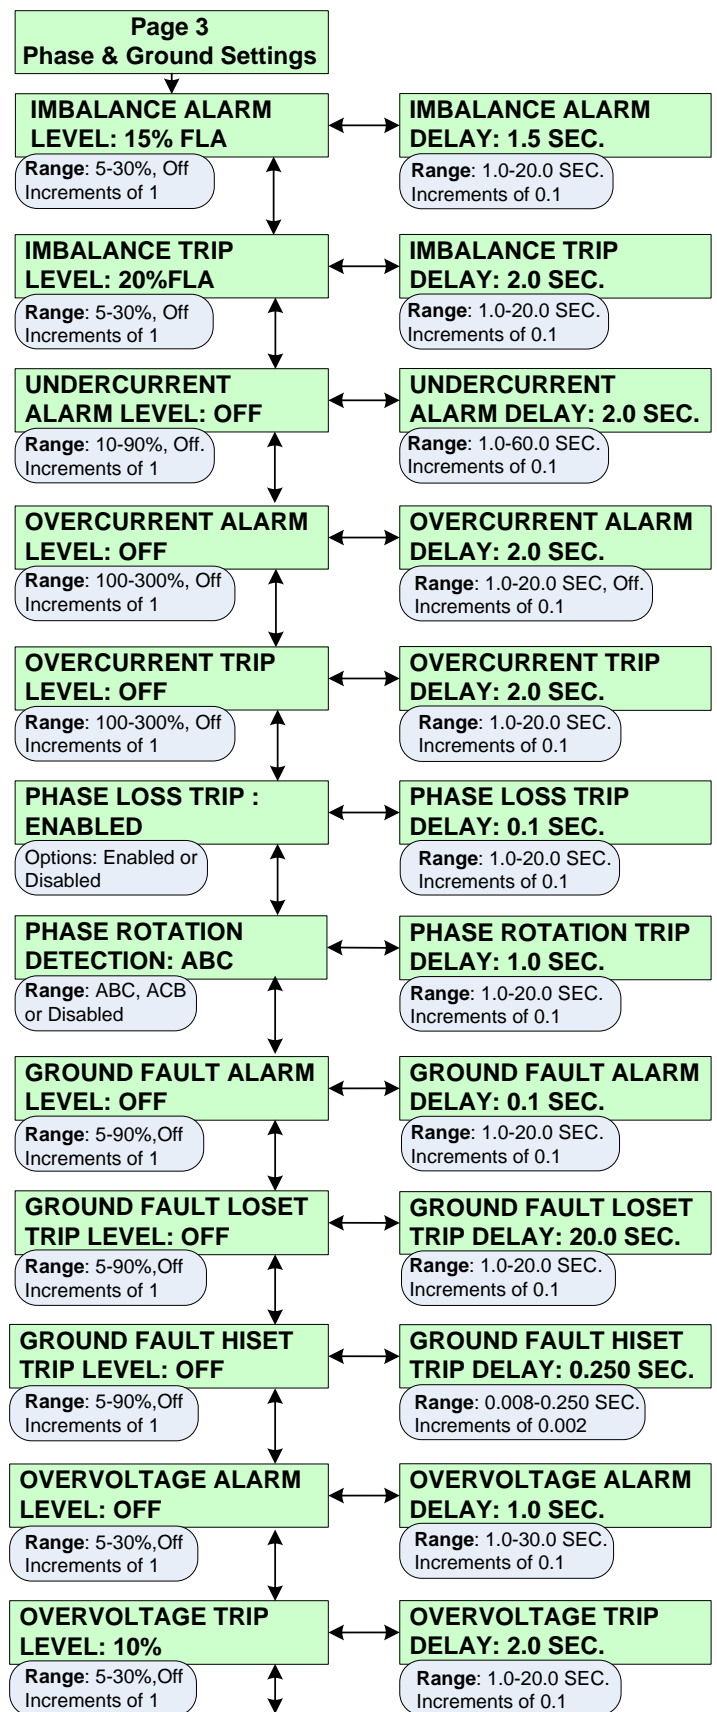 Page 3
Phase & Ground Settings
IMBALANCE ALARM
LEVEL: 15% FLA
Range: 5-30%, Off
Increments of 1
IMBALANCE ALARM
DELAY: 1.5 SEC.
Range: 1.0-20.0 SEC.
Increments of 0.1
IMBALANCE TRIP
LEVEL: 20%FLA
Range: 5-30%, Off
Increments of 1
IMBALANCE TRIP
DELAY: 2.0 SEC.
Range: 1.0-20.0 SEC.
Increments of 0.1
UNDERCURRENT
ALARM LEVEL: OFF
Range: 10-90%, Off.
Increments of 1
UNDERCURRENT
ALARM DELAY: 2.0 SEC.
Range: 1.0-60.0 SEC.
Increments of 0.1
OVERCURRENT ALARM
LEVEL: OFF
Range: 100-300%, Off
Increments of 1
OVERCURRENT ALARM
DELAY: 2.0 SEC.
Range: 1.0-20.0 SEC, Off.
Increments of 0.1
OVERCURRENT TRIP
LEVEL: OFF
Range: 100-300%, Off
Increments of 1
OVERCURRENT TRIP
DELAY: 2.0 SEC.
Range: 1.0-20.0 SEC.
Increments of 0.1
PHASE LOSS TRIP :
ENABLED
Options: Enabled or
Disabled
PHASE LOSS TRIP
DELAY: 0.1 SEC.
Range: 1.0-20.0 SEC.
Increments of 0.1
PHASE ROTATION
DETECTION: ABC
Range: ABC, ACB
or Disabled
PHASE ROTATION TRIP
DELAY: 1.0 SEC.
Range: 1.0-20.0 SEC.
Increments of 0.1
GROUND FAULT ALARM
LEVEL: OFF
Range: 5-90%,Off
Increments of 1
GROUND FAULT ALARM
DELAY: 0.1 SEC.
Range: 1.0-20.0 SEC.
Increments of 0.1
GROUND FAULT LOSET
TRIP LEVEL: OFF
Range: 5-90%,Off
Increments of 1
GROUND FAULT LOSET
TRIP DELAY: 20.0 SEC.
Range: 1.0-20.0 SEC.
Increments of 0.1
GROUND FAULT HISET
TRIP LEVEL: OFF
Range: 5-90%,Off
Increments of 1
GROUND FAULT HISET
TRIP DELAY: 0.250 SEC.
Range: 0.008-0.250 SEC.
Increments of 0.002
OVERVOLTAGE ALARM
LEVEL: OFF
Range: 5-30%,Off
Increments of 1
OVERVOLTAGE ALARM
DELAY: 1.0 SEC.
Range: 1.0-30.0 SEC.
Increments of 0.1
OVERVOLTAGE TRIP
LEVEL: 10%
Range: 5-30%,Off
Increments of 1
OVERVOLTAGE TRIP
DELAY: 2.0 SEC.
Range: 1.0-20.0 SEC.
Increments of 0.1